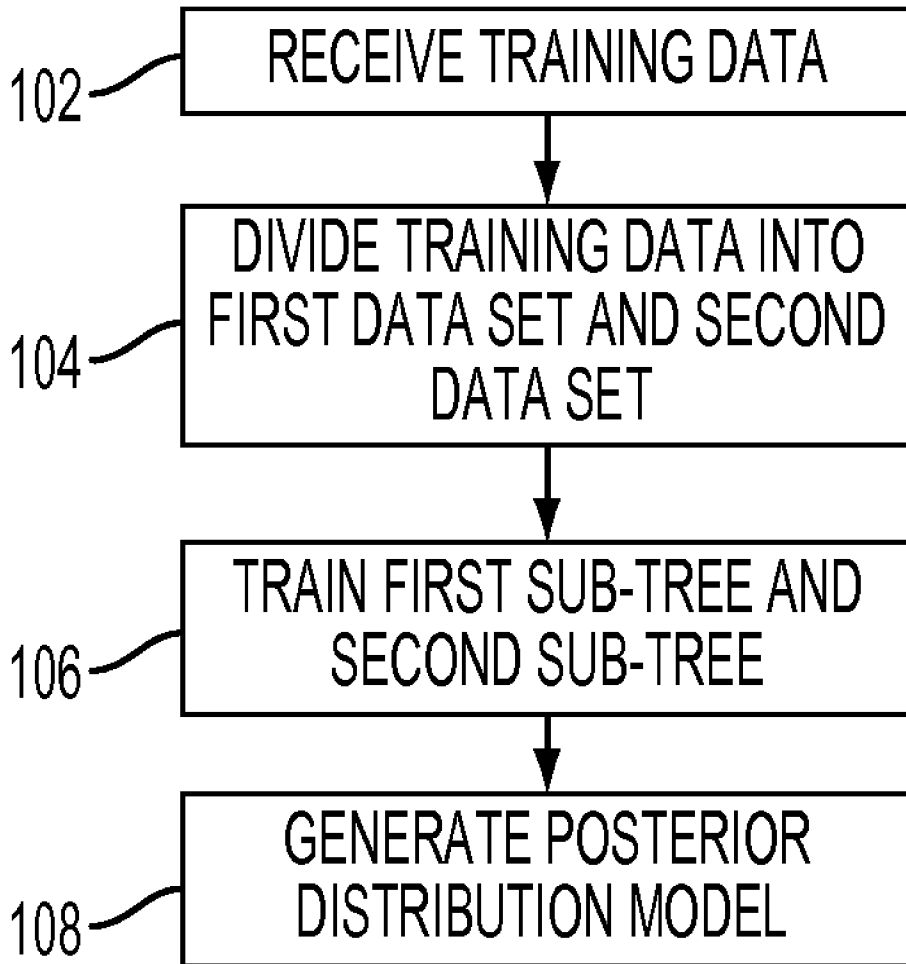 102
RECEIVE TRAINING DATA
104
DIVIDE TRAINING DATA INTO
FIRST DATA SET AND SECOND
DATA SET
106
TRAIN FIRST SUB-TREE AND
SECOND SUB-TREE
108
GENERATE POSTERIOR
DISTRIBUTION MODEL